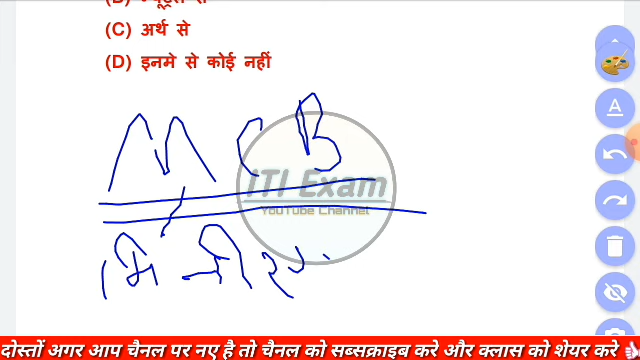 (C) अर्थ से
(D) इनमे से कोई नहीं
MCB
ITI Exam
YouTube Channel
दोस्तों अगर आप चैनल पर नए है तो चैनल को सब्सक्राइब करे और क्लास को शेयर करे